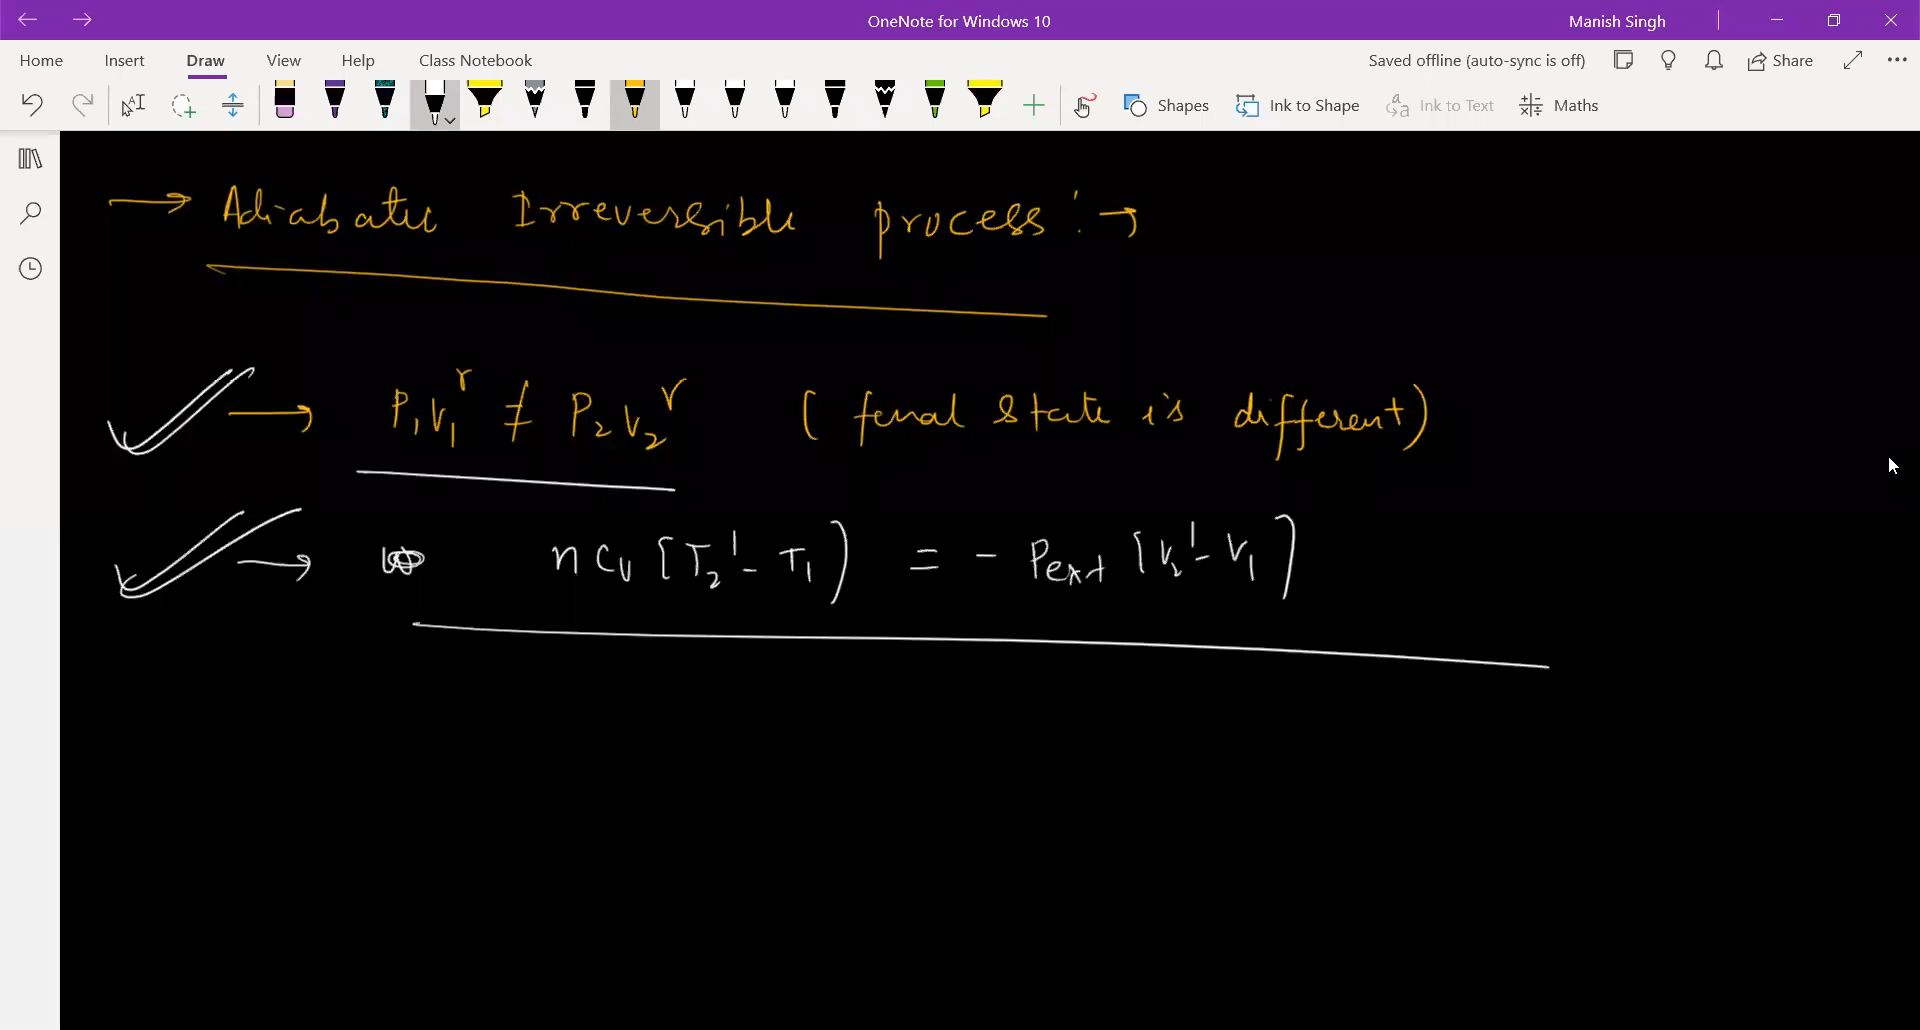 OneNote for Windows 10
Manish Singh
Home Insert Draw View Help Class Notebook
Saved offline (auto-sync is off) Share
Shapes Ink to Shape Ink to Text Maths
→ Adiabatic Irreversible process :→
→ P₁V₁^γ ≠ P₂V₂^γ (final state is different)
→ nCv [T₂' - T₁) = - Pext [V₂' - V₁]